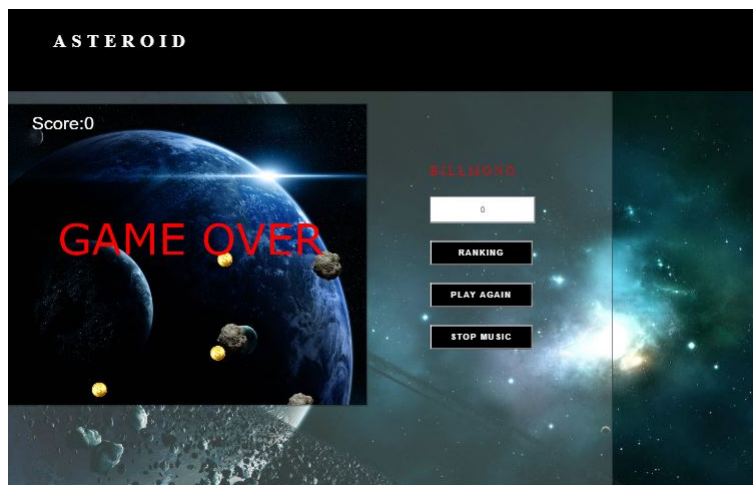 ASTEROID
Score:0
GAME OVER
0
RANKING
PLAY AGAIN
STOP MUSIC